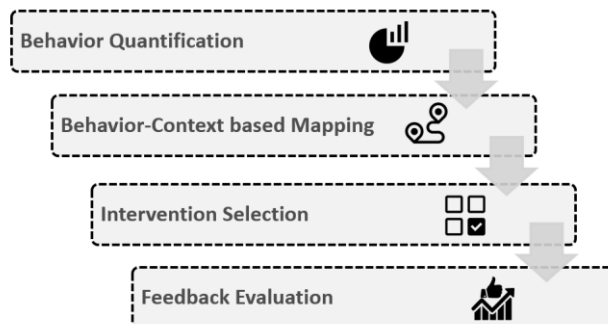 Behavior Quantification
Behavior-Context based Mapping
Intervention Selection
Feedback Evaluation